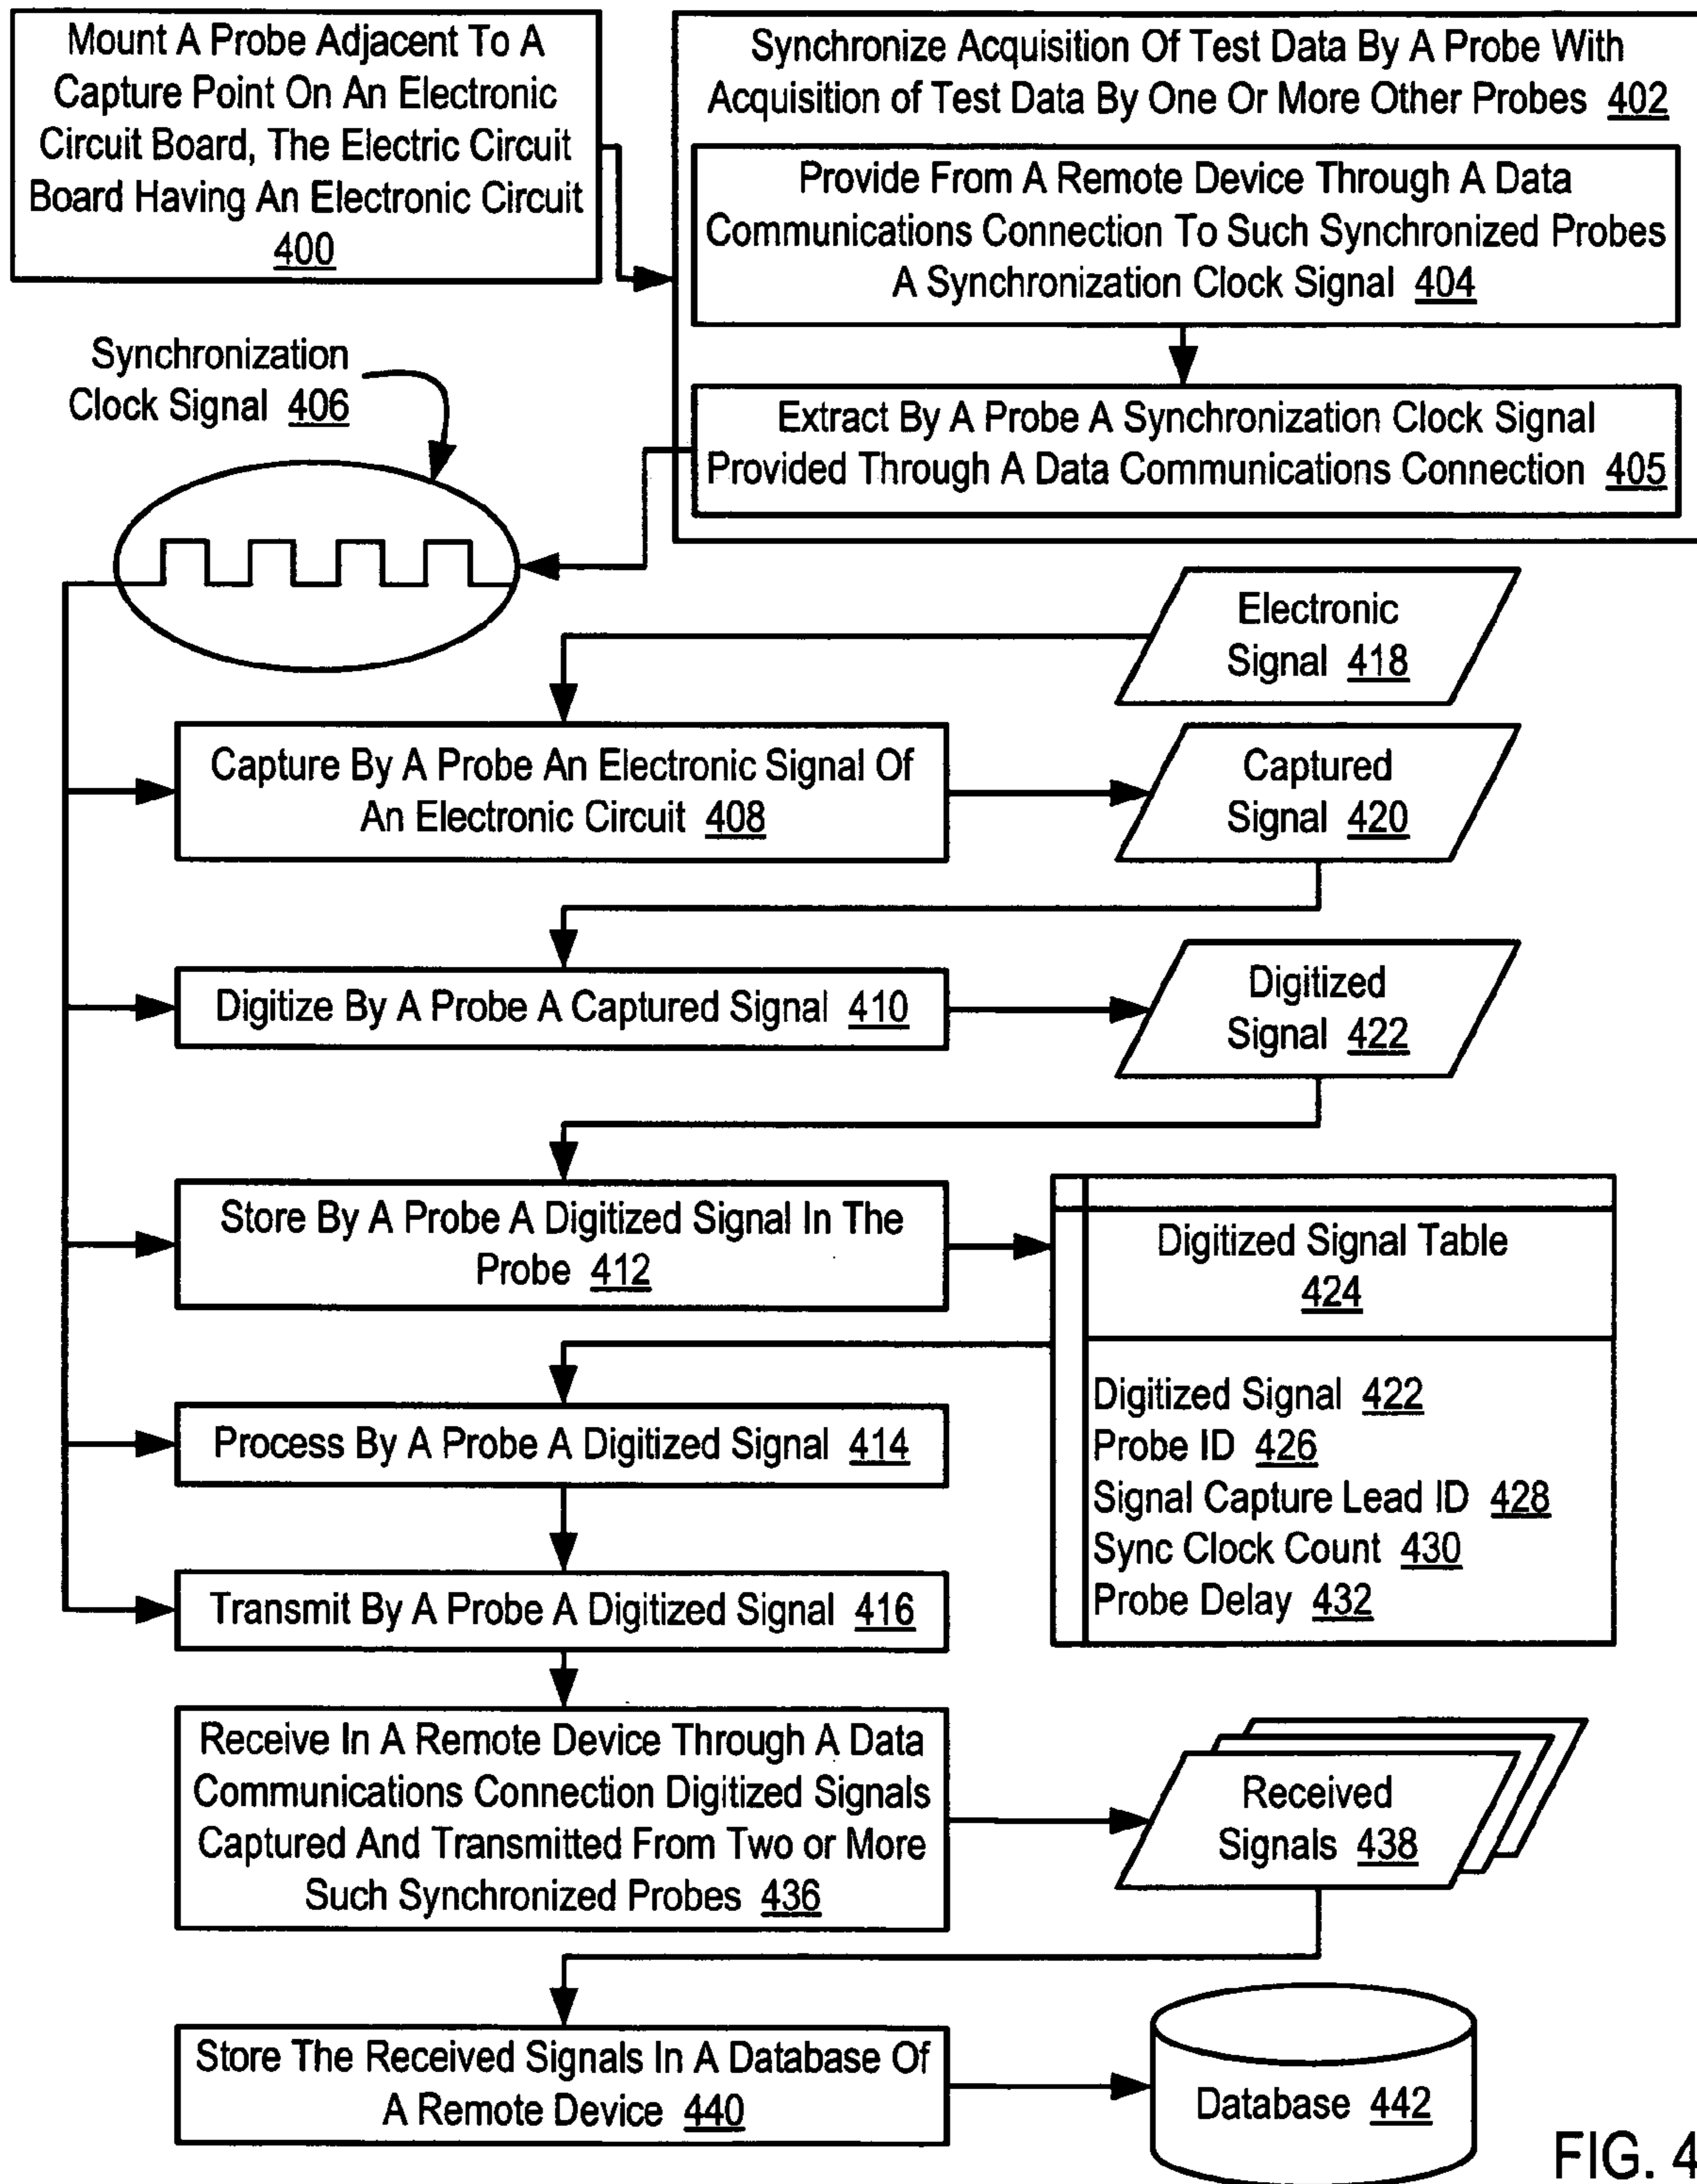 Mount A Probe Adjacent To A
Capture Point On An Electronic
Circuit Board, The Electric Circuit
Board Having An Electronic Circuit
400
Synchronize Acquisition Of Test Data By A Probe With
Acquisition of Test Data By One Or More Other Probes 402
Provide From A Remote Device Through A Data
Communications Connection To Such Synchronized Probes
A Synchronization Clock Signal 404
Extract By A Probe A Synchronization Clock Signal
Provided Through A Data Communications Connection 405
Synchronization
Clock Signal 406
Electronic
Signal 418
Capture By A Probe An Electronic Signal Of
An Electronic Circuit 408
Captured
Signal 420
Digitize By A Probe A Captured Signal 410
Digitized
Signal 422
Store By A Probe A Digitized Signal In The
Probe 412
Digitized Signal Table
424
Digitized Signal 422
Probe ID 426
Signal Capture Lead ID 428
Sync Clock Count 430
Probe Delay 432
Process By A Probe A Digitized Signal 414
Transmit By A Probe A Digitized Signal 416
Receive In A Remote Device Through A Data
Communications Connection Digitized Signals
Captured And Transmitted From Two or More
Such Synchronized Probes 436
Received
Signals 438
Store The Received Signals In A Database Of
A Remote Device 440
Database 442
FIG. 4